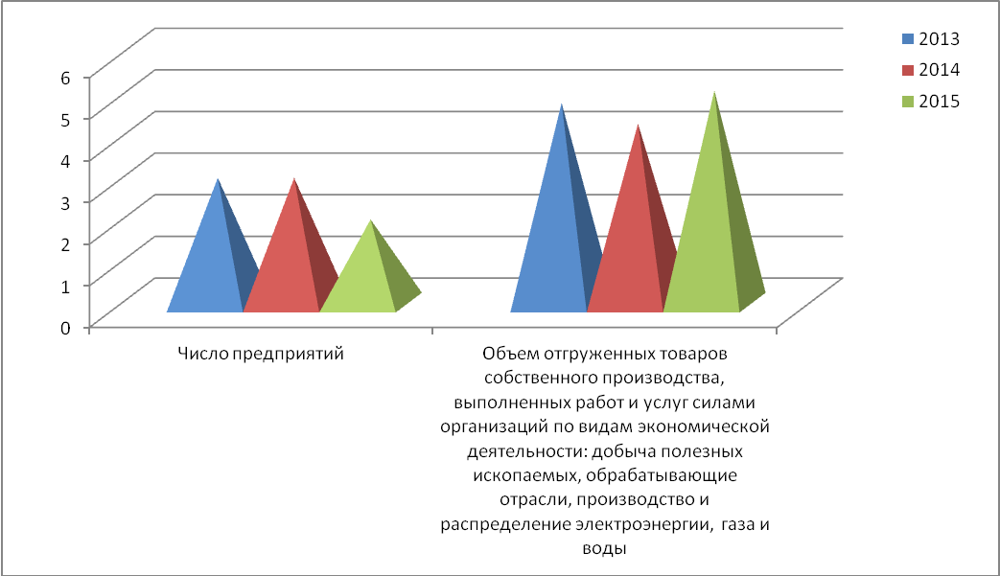 2013
2014
2015
6
5
4
3
2
1
0
Число предприятий
Объем отгруженных товаров
собственного производства,
выполненных работ и услуг силами
организаций по видам экономической
деятельности: добыча полезных
ископаемых, обрабатывающие
отрасли, производство и
распределение электроэнергии, газа и
воды